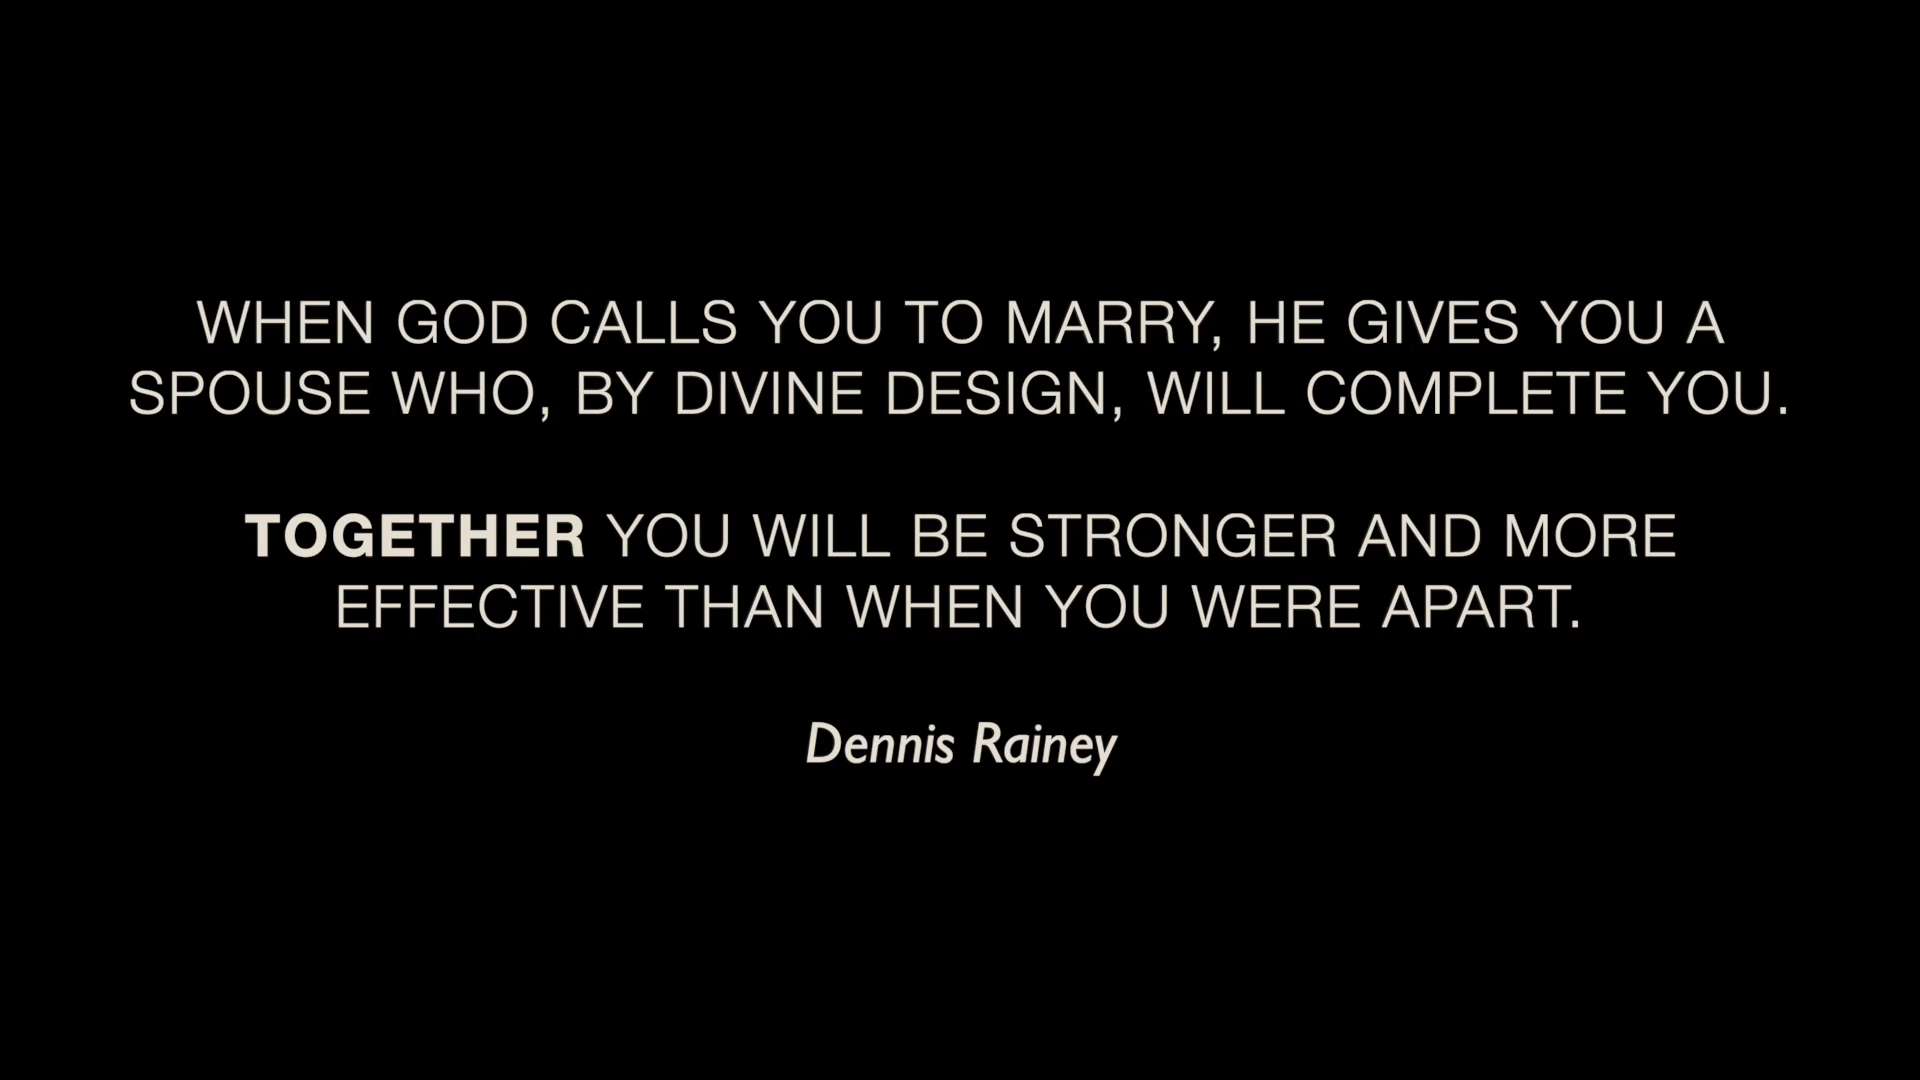 WHEN GOD CALLS YOU TO MARRY, HE GIVES YOU A
SPOUSE WHO, BY DIVINE DESIGN, WILL COMPLETE YOU.
TOGETHER YOU WILL BE STRONGER AND MORE
EFFECTIVE THAN WHEN YOU WERE APART.
Dennis Rainey